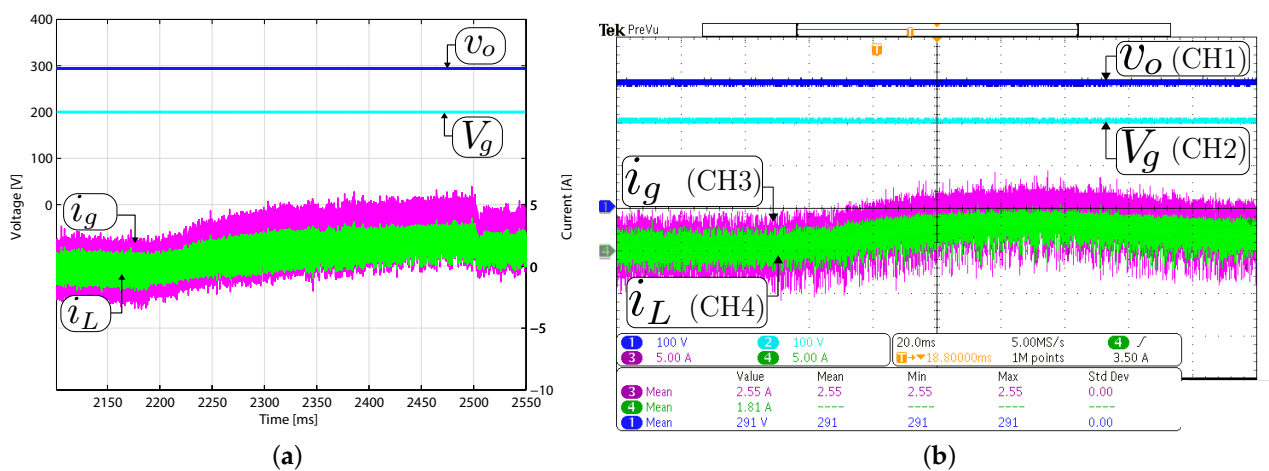 400
300
200
100
0
Voltage [V]
v_o
V_g
i_g
i_L
5
0
−5
−10
Current [A]
2150 2200 2250 2300 2350 2400 2450 2500 2550
Time [ms]
(a)
Tek PreVu
T
T
v_o (CH1)
V_g (CH2)
i_g (CH3)
i_L (CH4)
1
4
1 100 V 2 100 V
3 5.00 A 4 5.00 A
20.0ms 5.00MS/s 4 ∫
T→▼18.80000ms 1M points 3.50 A
Value Mean Min Max Std Dev
3 Mean 2.55 A 2.55 2.55 2.55 0.00
4 Mean 1.81 A ---- ---- ---- ----
1 Mean 291 V 291 291 291 0.00
(b)